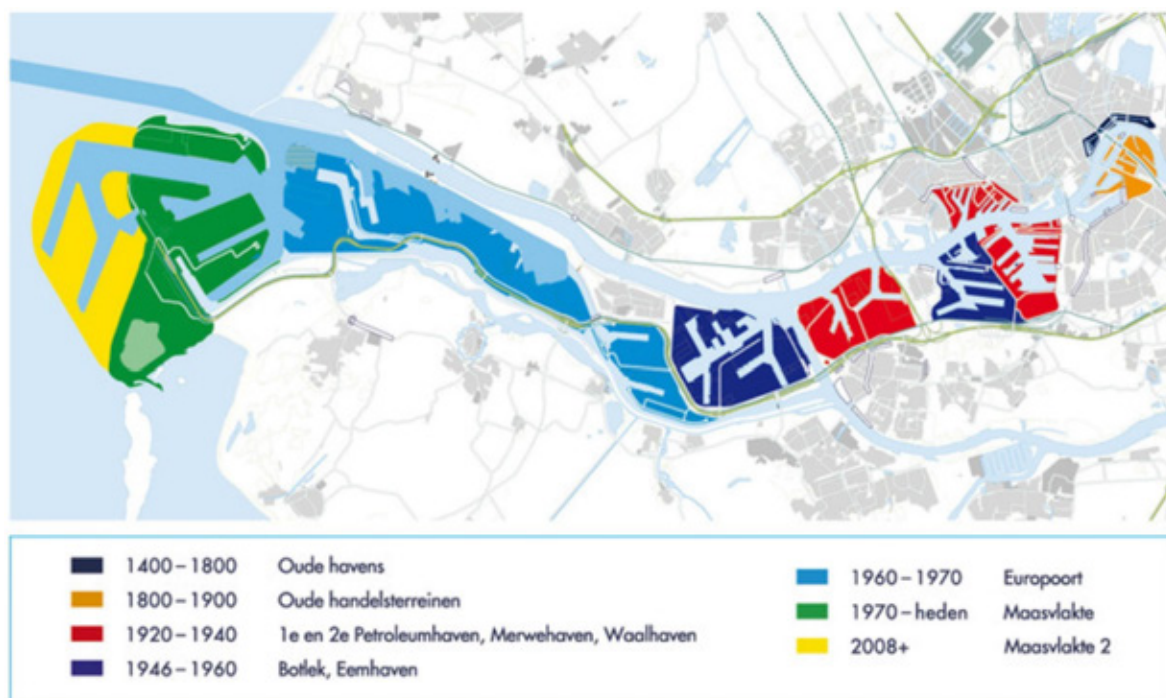 1400 – 1800 Oude havens
1800 – 1900 Oude handelsterreinen
1920 – 1940 1e en 2e Petroleumhaven, Merwehaven, Waalhaven
1946 – 1960 Botlek, Eemhaven
1960 – 1970 Europoort
1970 – heden Maasvlakte
2008+ Maasvlakte 2